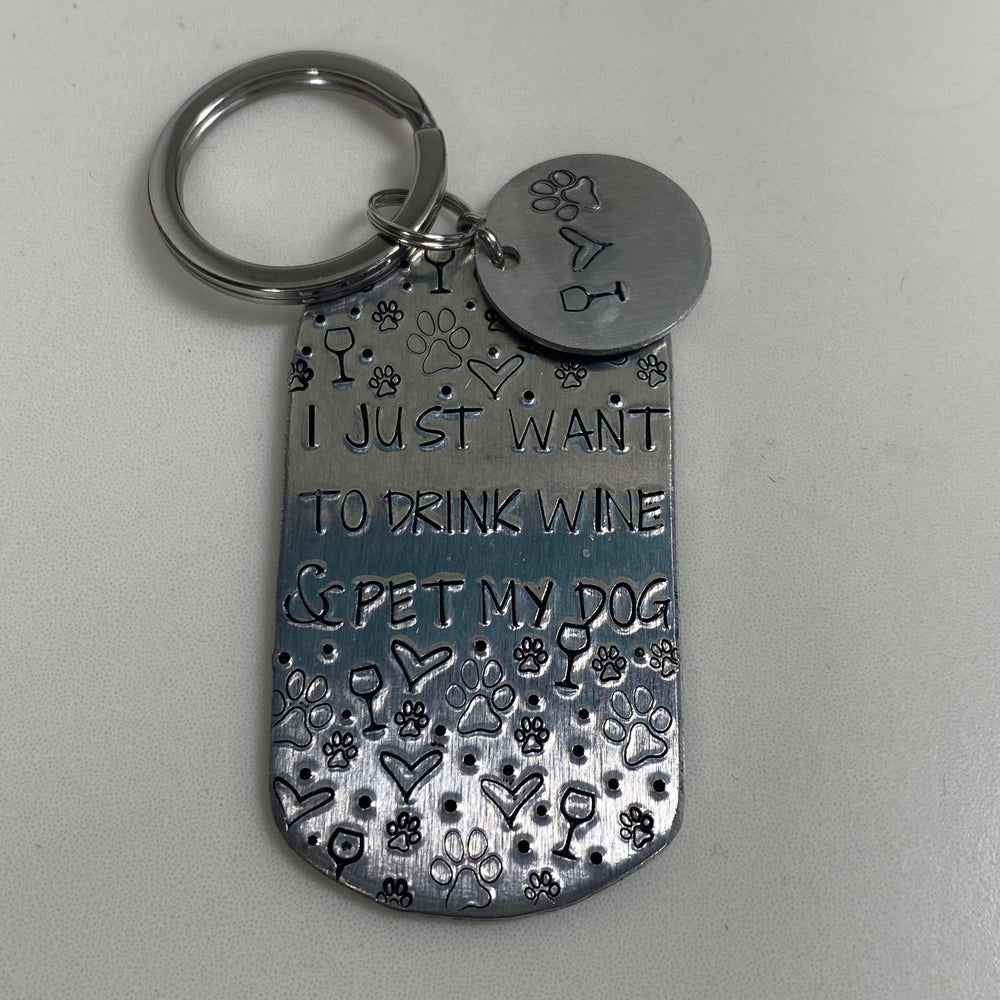 I JUST WANT
TO DRINK WINE
& PET MY DOG